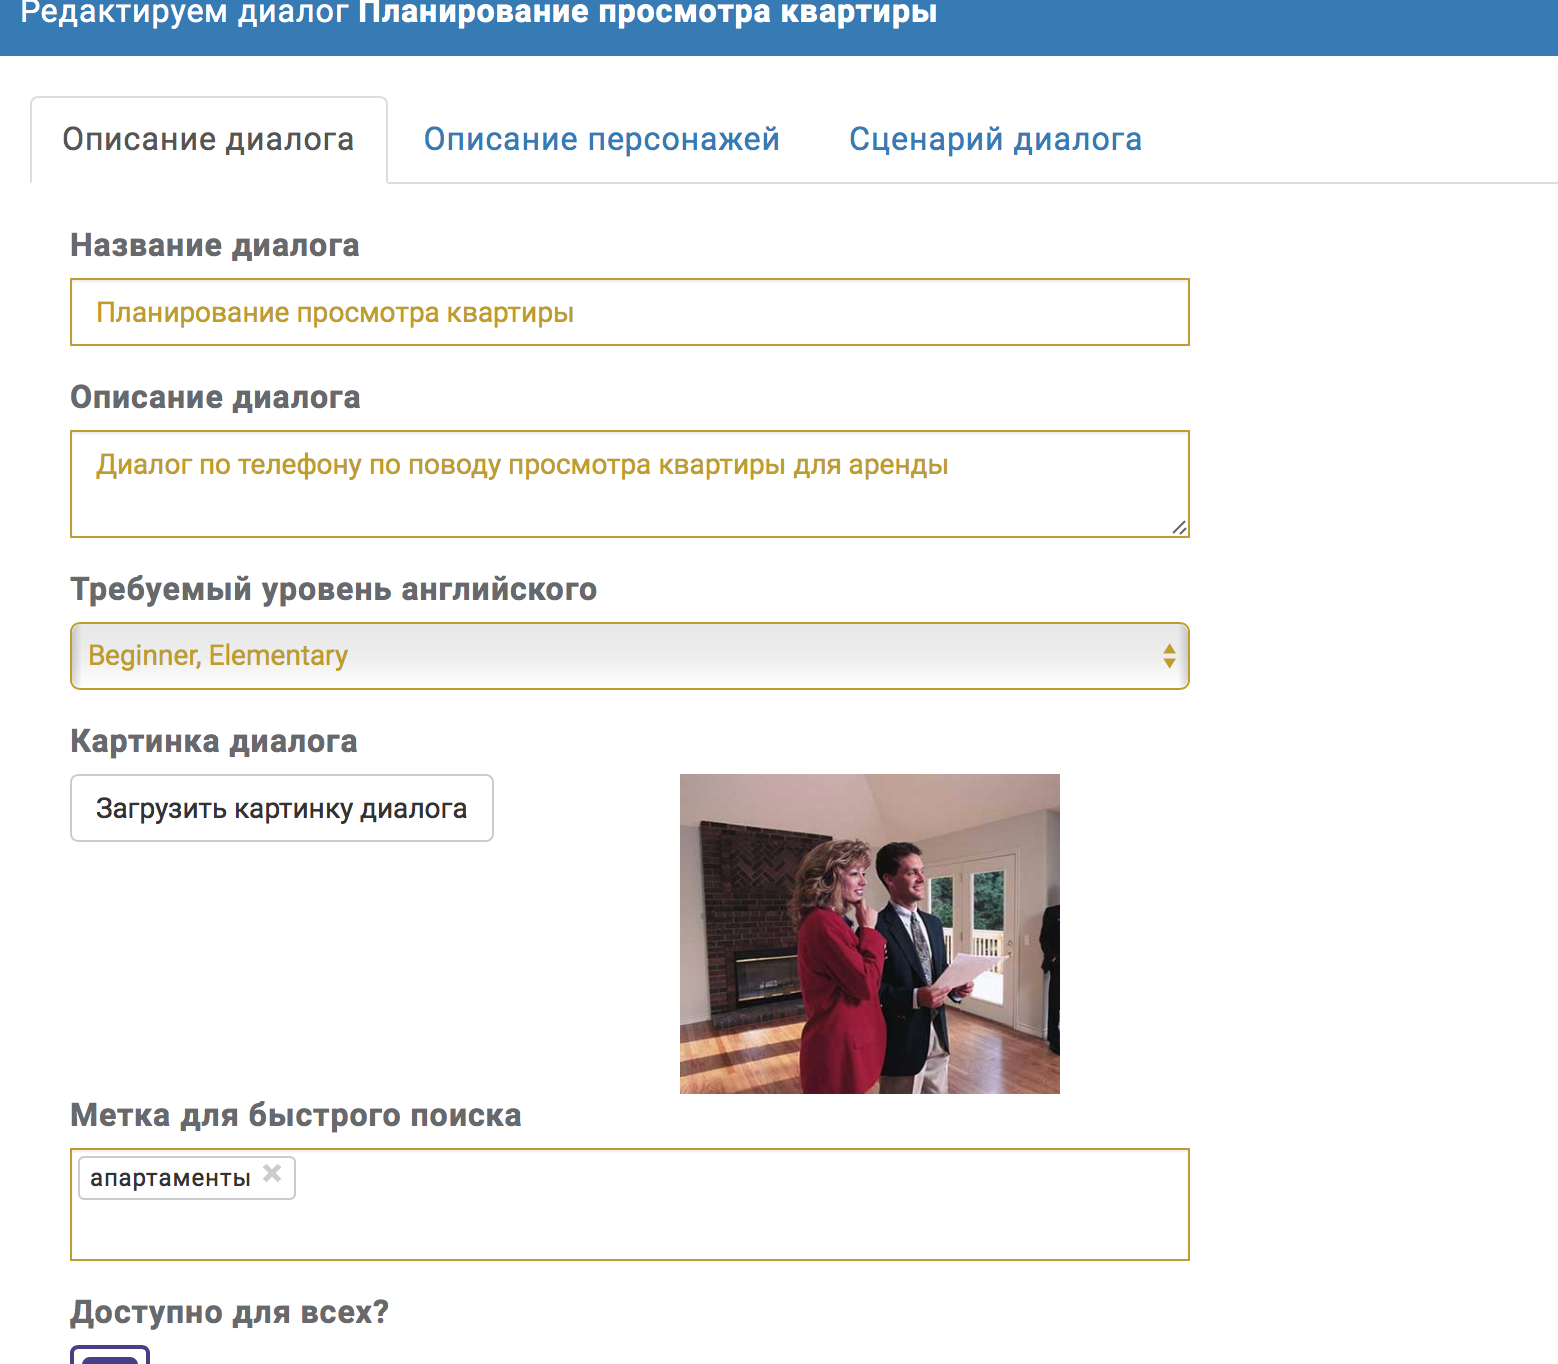 Редактируем диалог Планирование просмотра квартиры
Описание диалога
Описание персонажей
Сценарий диалога
Название диалога
Планирование просмотра квартиры
Описание диалога
Диалог по телефону по поводу просмотра квартиры для аренды
Требуемый уровень английского
Beginner, Elementary
Картинка диалога
Загрузить картинку диалога
Метка для быстрого поиска
апартаменты
Доступно для всех?